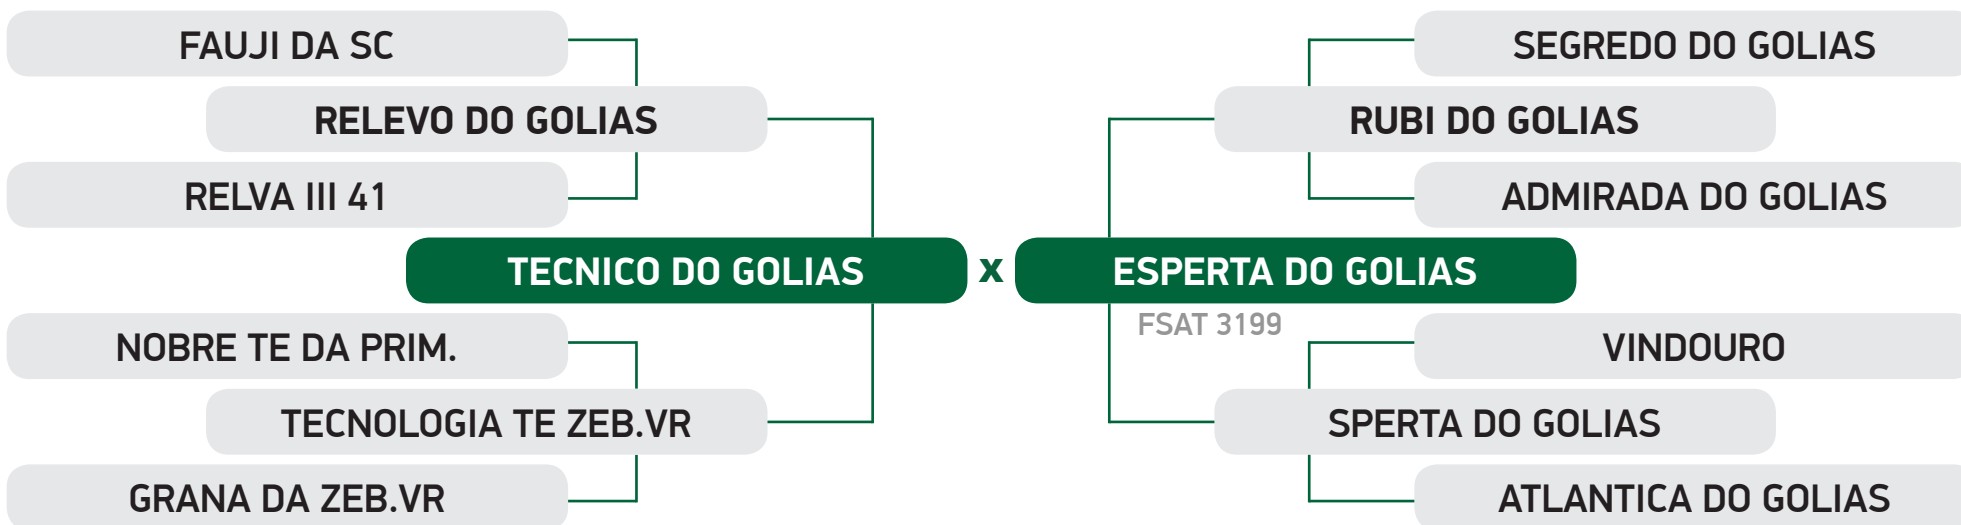 FAUJI DA SC
SEGREDO DO GOLIAS
RELEVO DO GOLIAS
RUBI DO GOLIAS
RELVA III 41
ADMIRADA DO GOLIAS
TECNICO DO GOLIAS x ESPERTA DO GOLIAS
FSAT 3199
NOBRE TE DA PRIM.
VINDOURO
TECNOLOGIA TE ZEB.VR
SPERTA DO GOLIAS
GRANA DA ZEB.VR
ATLANTICA DO GOLIAS